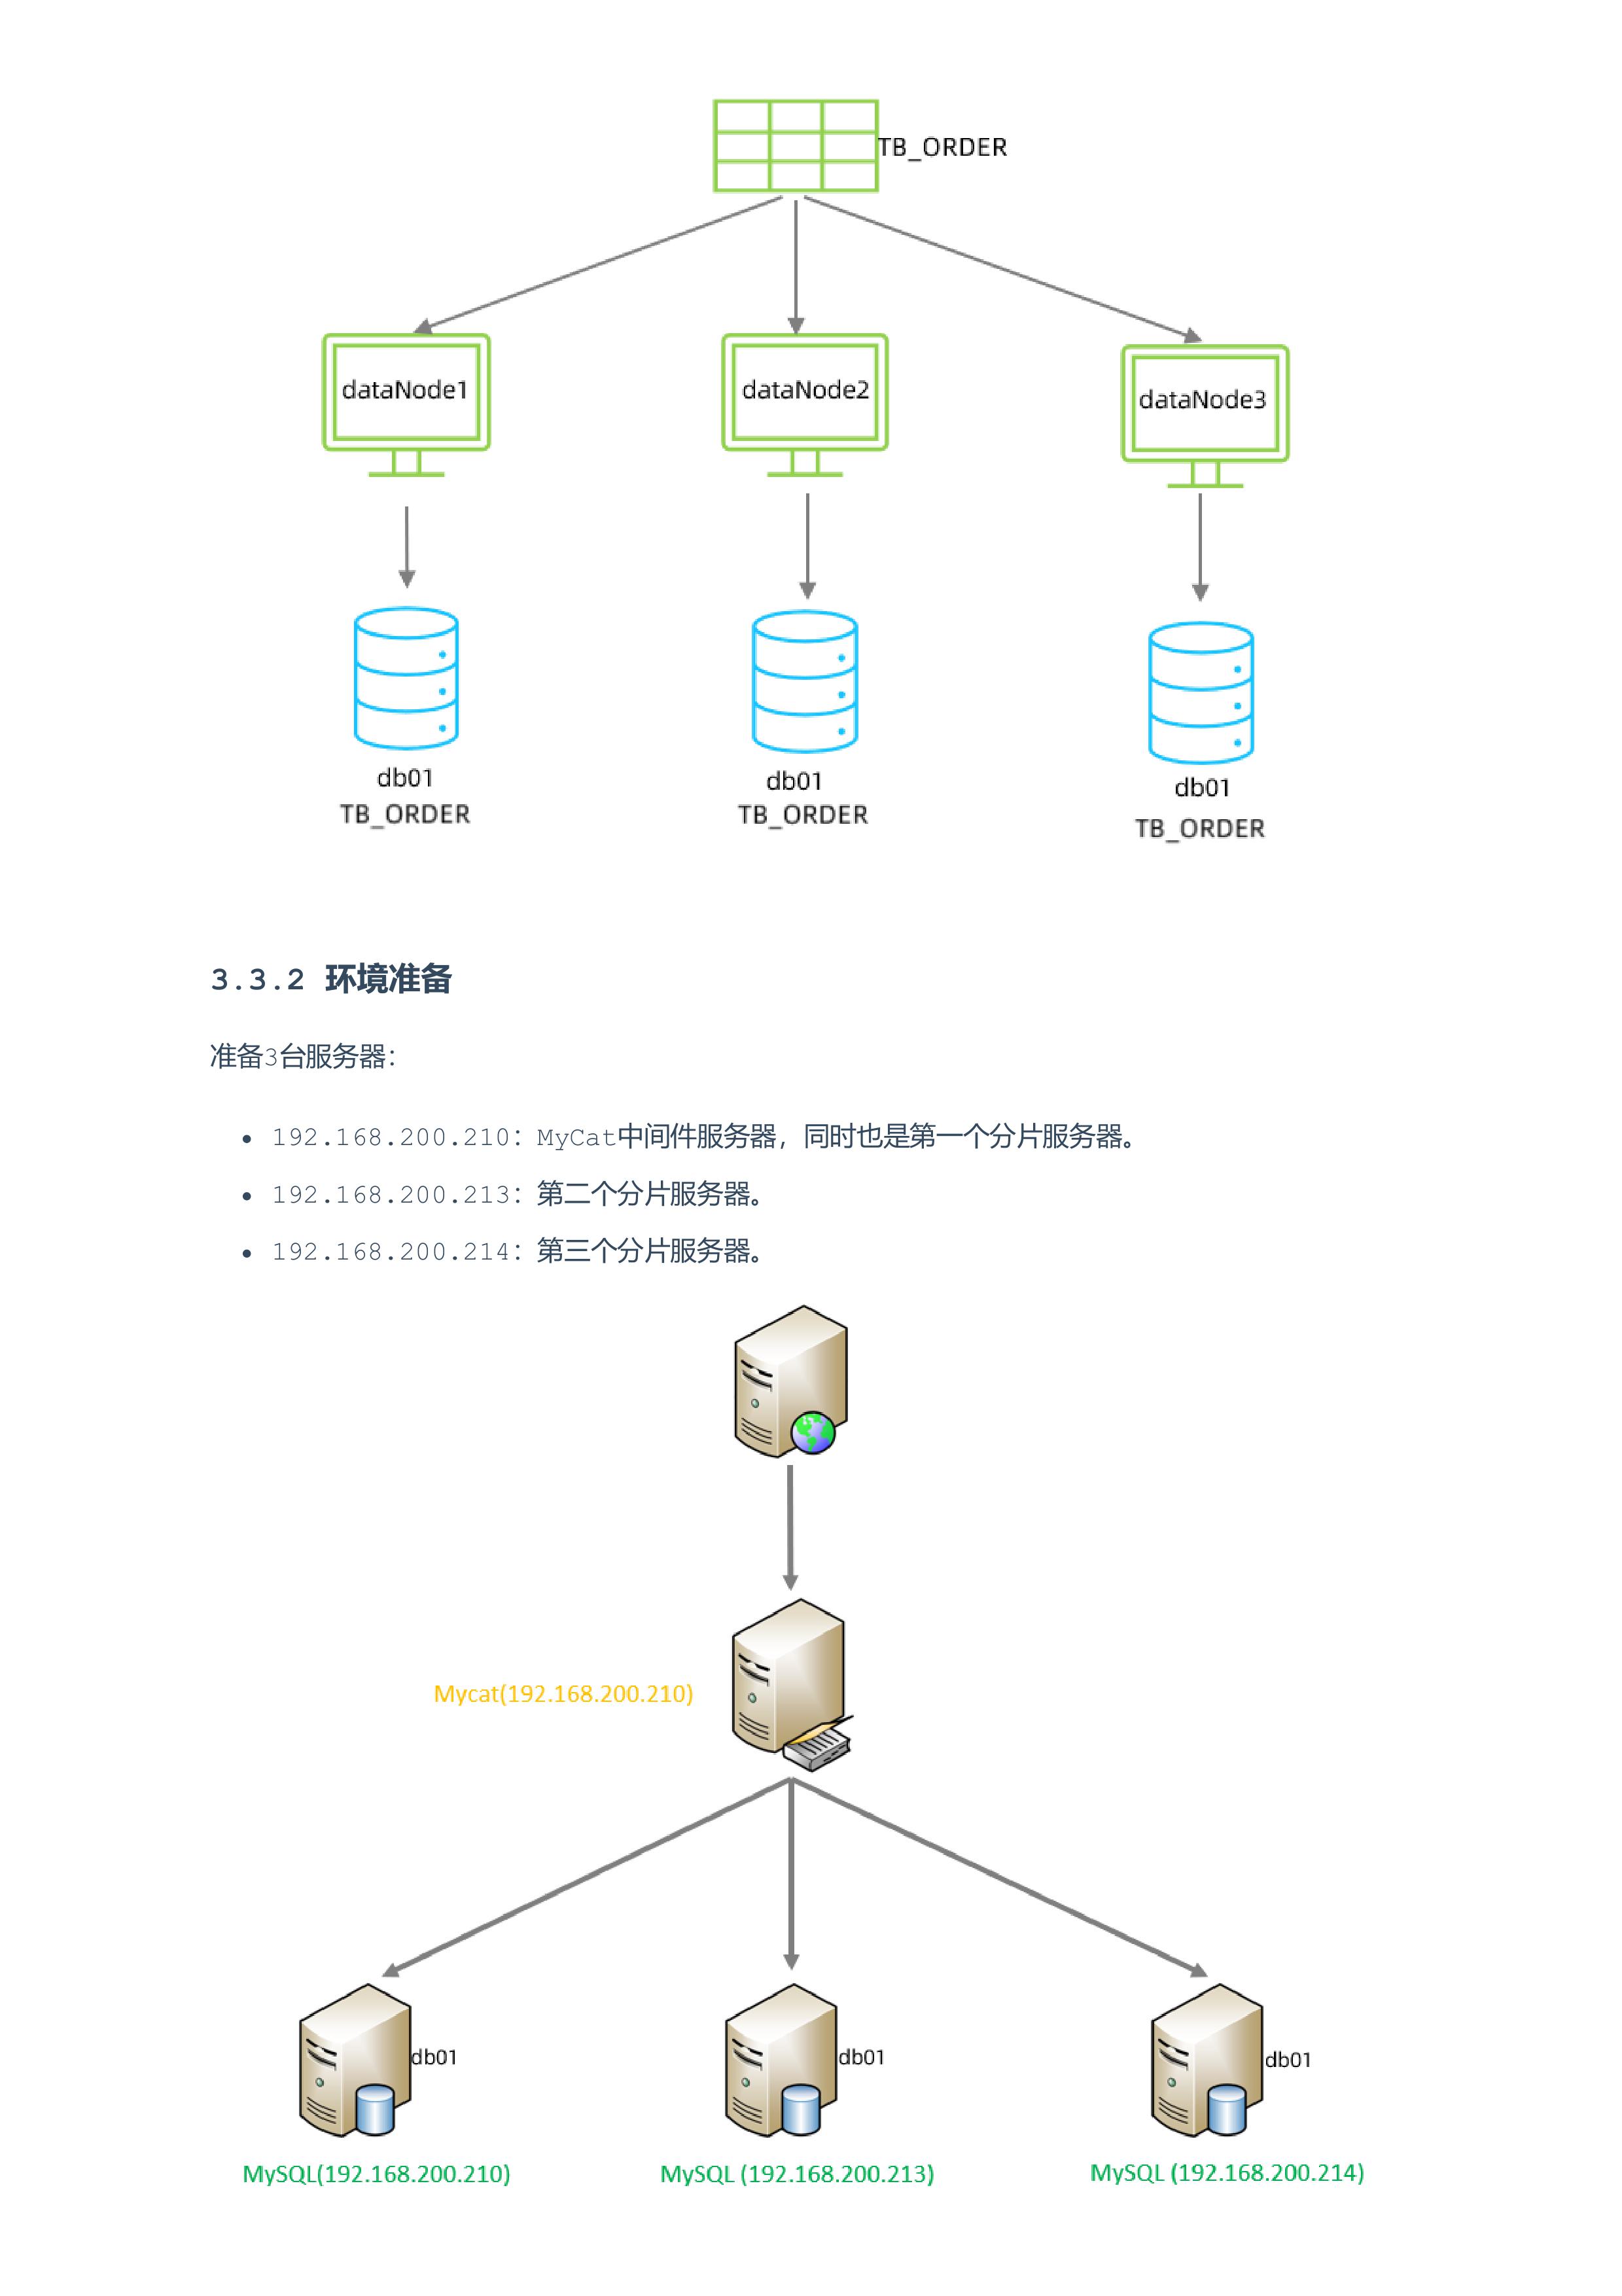 TB_ORDER
dataNode1
dataNode2
dataNode3
db01
TB_ORDER
db01
TB_ORDER
db01
TB_ORDER
3.3.2 环境准备
准备3台服务器：
• 192.168.200.210：MyCat中间件服务器，同时也是第一个分片服务器。
• 192.168.200.213：第二个分片服务器。
• 192.168.200.214：第三个分片服务器。
Mycat(192.168.200.210)
db01
db01
db01
MySQL(192.168.200.210)
MySQL (192.168.200.213)
MySQL (192.168.200.214)